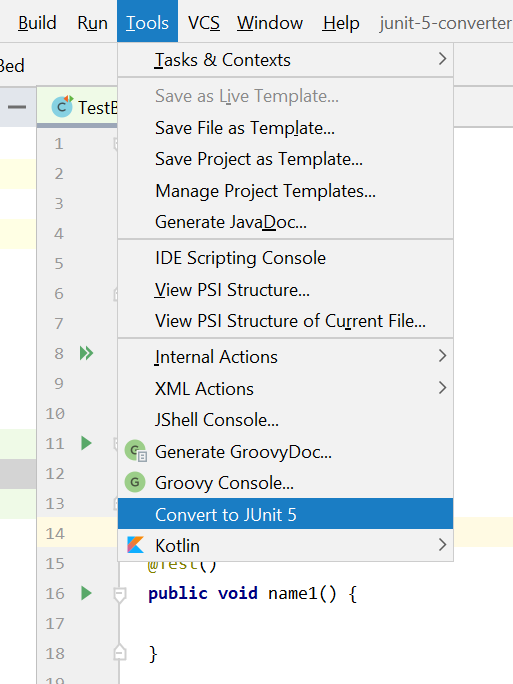 Build Run Tools VCS Window Help junit-5-converter
Bed
TestB
Tasks & Contexts
Save as Live Template...
Save File as Template...
Save Project as Template...
Manage Project Templates...
Generate JavaDoc...
IDE Scripting Console
View PSI Structure...
View PSI Structure of Current File...
Internal Actions
XML Actions
JShell Console...
Generate GroovyDoc...
Groovy Console...
Convert to JUnit 5
Kotlin
1
2
3
4
5
6
7
8
9
10
11
12
13
14
15 @Test()
16 public void name1() {
17
18 }
19